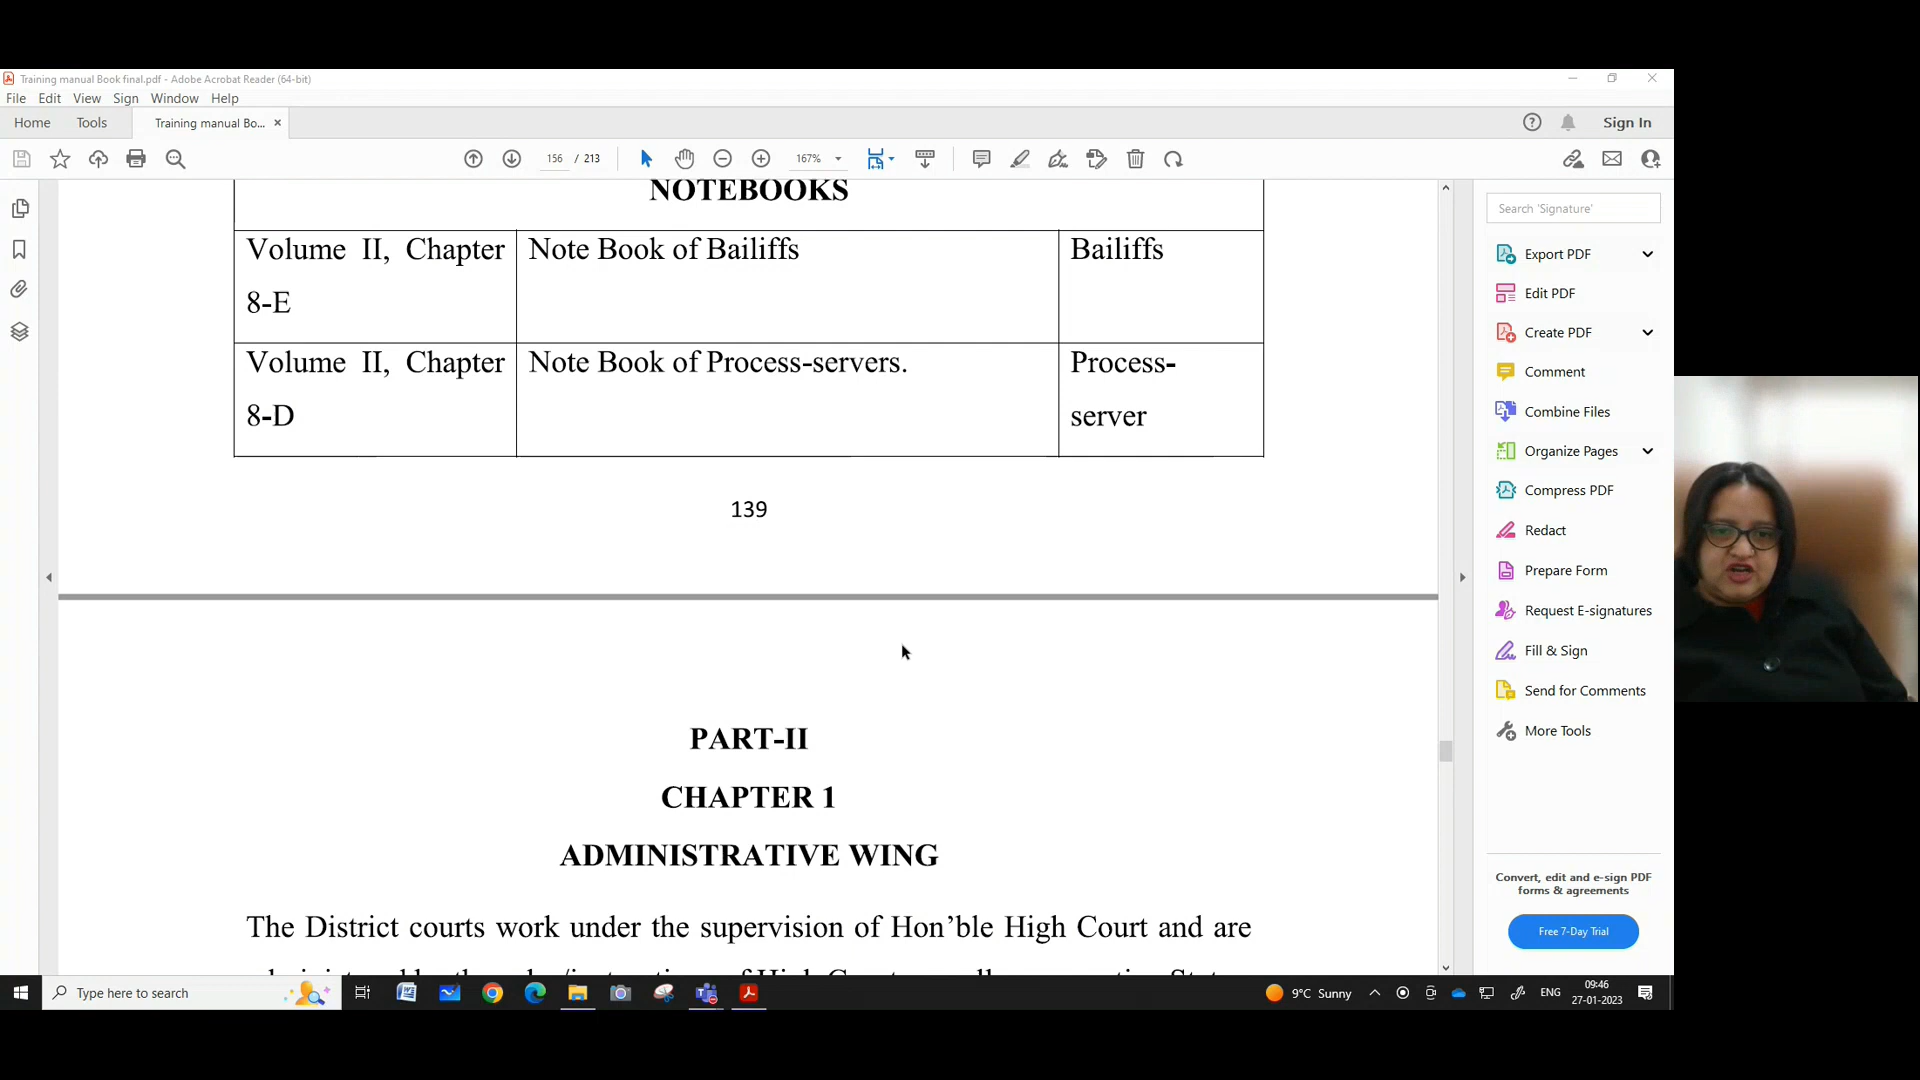 Training manual Book final.pdf - Adobe Acrobat Reader (64-bit)
File Edit View Sign Window Help
Home Tools Training manual Bo... × Sign In
156 / 213 167%
NOTEBOOKS
Volume II, Chapter 8-E Note Book of Bailiffs Bailiffs
Volume II, Chapter 8-D Note Book of Process-servers. Process-server
139
PART-II
CHAPTER 1
ADMINISTRATIVE WING
The District courts work under the supervision of Hon’ble High Court and are
Search 'Signature'
Export PDF
Edit PDF
Create PDF
Comment
Combine Files
Organize Pages
Compress PDF
Redact
Prepare Form
Request E-signatures
Fill & Sign
Send for Comments
More Tools
Convert, edit and e-sign PDF
forms & agreements
Free 7-Day Trial
Type here to search
9°C Sunny ENG 09:46
27-01-2023